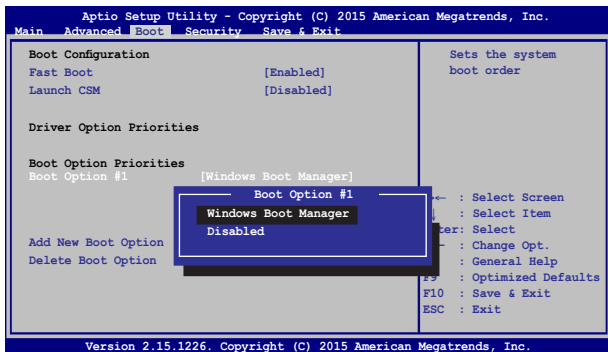 Aptio Setup Utility - Copyright (C) 2015 American Megatrends, Inc.
Main Advanced Boot Security Save & Exit
Boot Configuration
Fast Boot [Enabled]
Launch CSM [Disabled]
Driver Option Priorities
Boot Option Priorities
Boot Option #1 [Windows Boot Manager]
Add New Boot Option
Delete Boot Option
Boot Option #1
Windows Boot Manager
Disabled
Sets the system
boot order
→← : Select Screen
: Select Item
ter: Select
— : Change Opt.
: General Help
F9 : Optimized Defaults
F10 : Save & Exit
ESC : Exit
Version 2.15.1226. Copyright (C) 2015 American Megatrends, Inc.